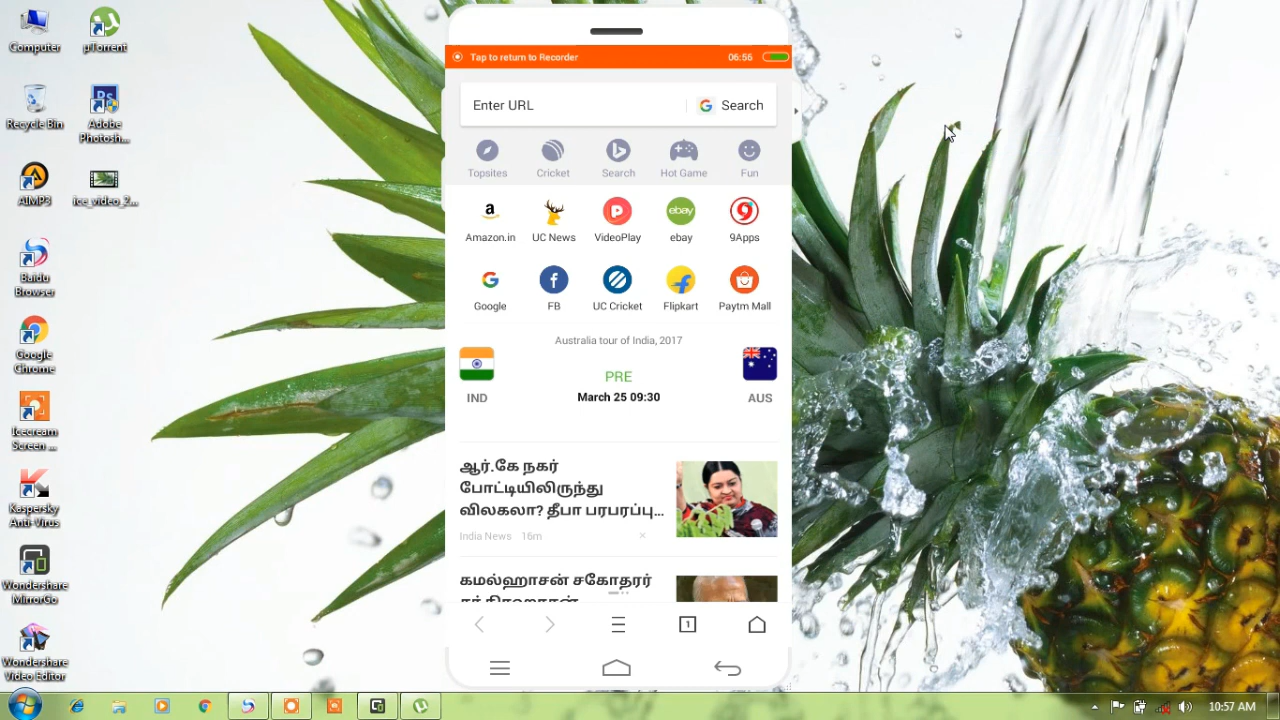 Computer
µTorrent
Recycle Bin
Adobe
Photosh...
AIMP3
ice_video_2...
Baidu
Browser
Google
Chrome
Icecream
Screen ...
Kaspersky
Anti-Virus
Wondershare
MirrorGo
Wondershare
Video Editor
Tap to return to Recorder
06:56
Enter URL
Search
Topsites
Cricket
Search
Hot Game
Fun
Amazon.in
UC News
VideoPlay
ebay
9Apps
Google
FB
UC Cricket
Flipkart
Paytm Mall
Australia tour of India, 2017
PRE
March 25 09:30
IND
AUS
ஆர்.கே நகர்
போட்டியிலிருந்து
விலகலா? தீபா பரபரப்பு...
India News 16m
கமல்ஹாசன் சகோதரர்
1
10:57 AM